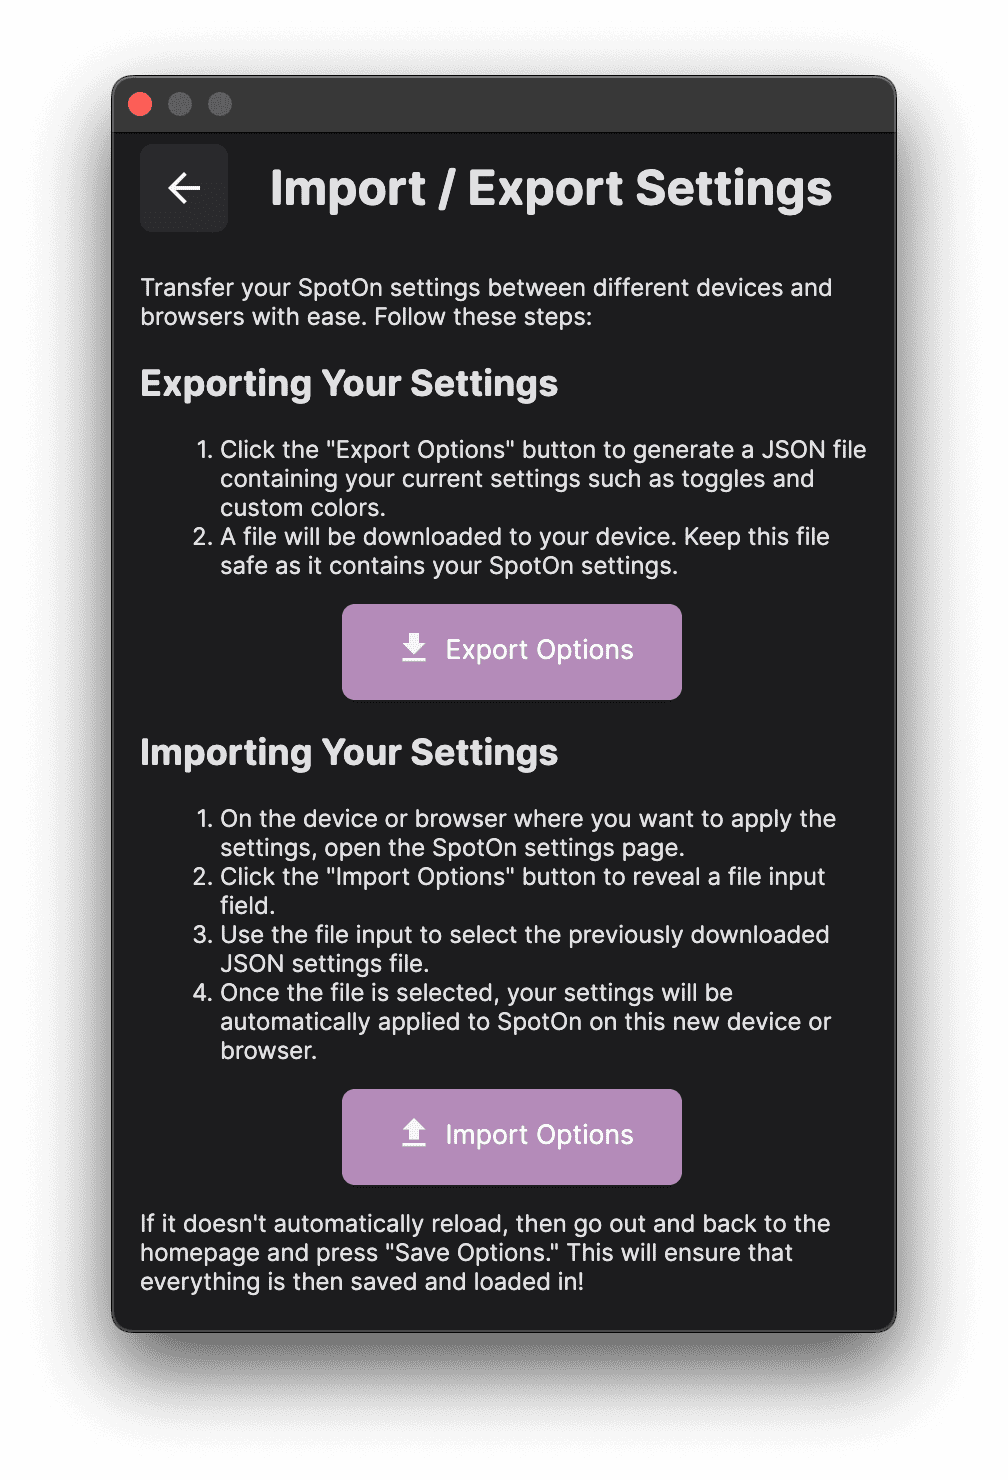 Import / Export Settings
Transfer your SpotOn settings between different devices and
browsers with ease. Follow these steps:
Exporting Your Settings
1. Click the "Export Options" button to generate a JSON file
containing your current settings such as toggles and
custom colors.
2. A file will be downloaded to your device. Keep this file
safe as it contains your SpotOn settings.
Export Options
Importing Your Settings
1. On the device or browser where you want to apply the
settings, open the SpotOn settings page.
2. Click the "Import Options" button to reveal a file input
field.
3. Use the file input to select the previously downloaded
JSON settings file.
4. Once the file is selected, your settings will be
automatically applied to SpotOn on this new device or
browser.
Import Options
If it doesn't automatically reload, then go out and back to the
homepage and press "Save Options." This will ensure that
everything is then saved and loaded in!